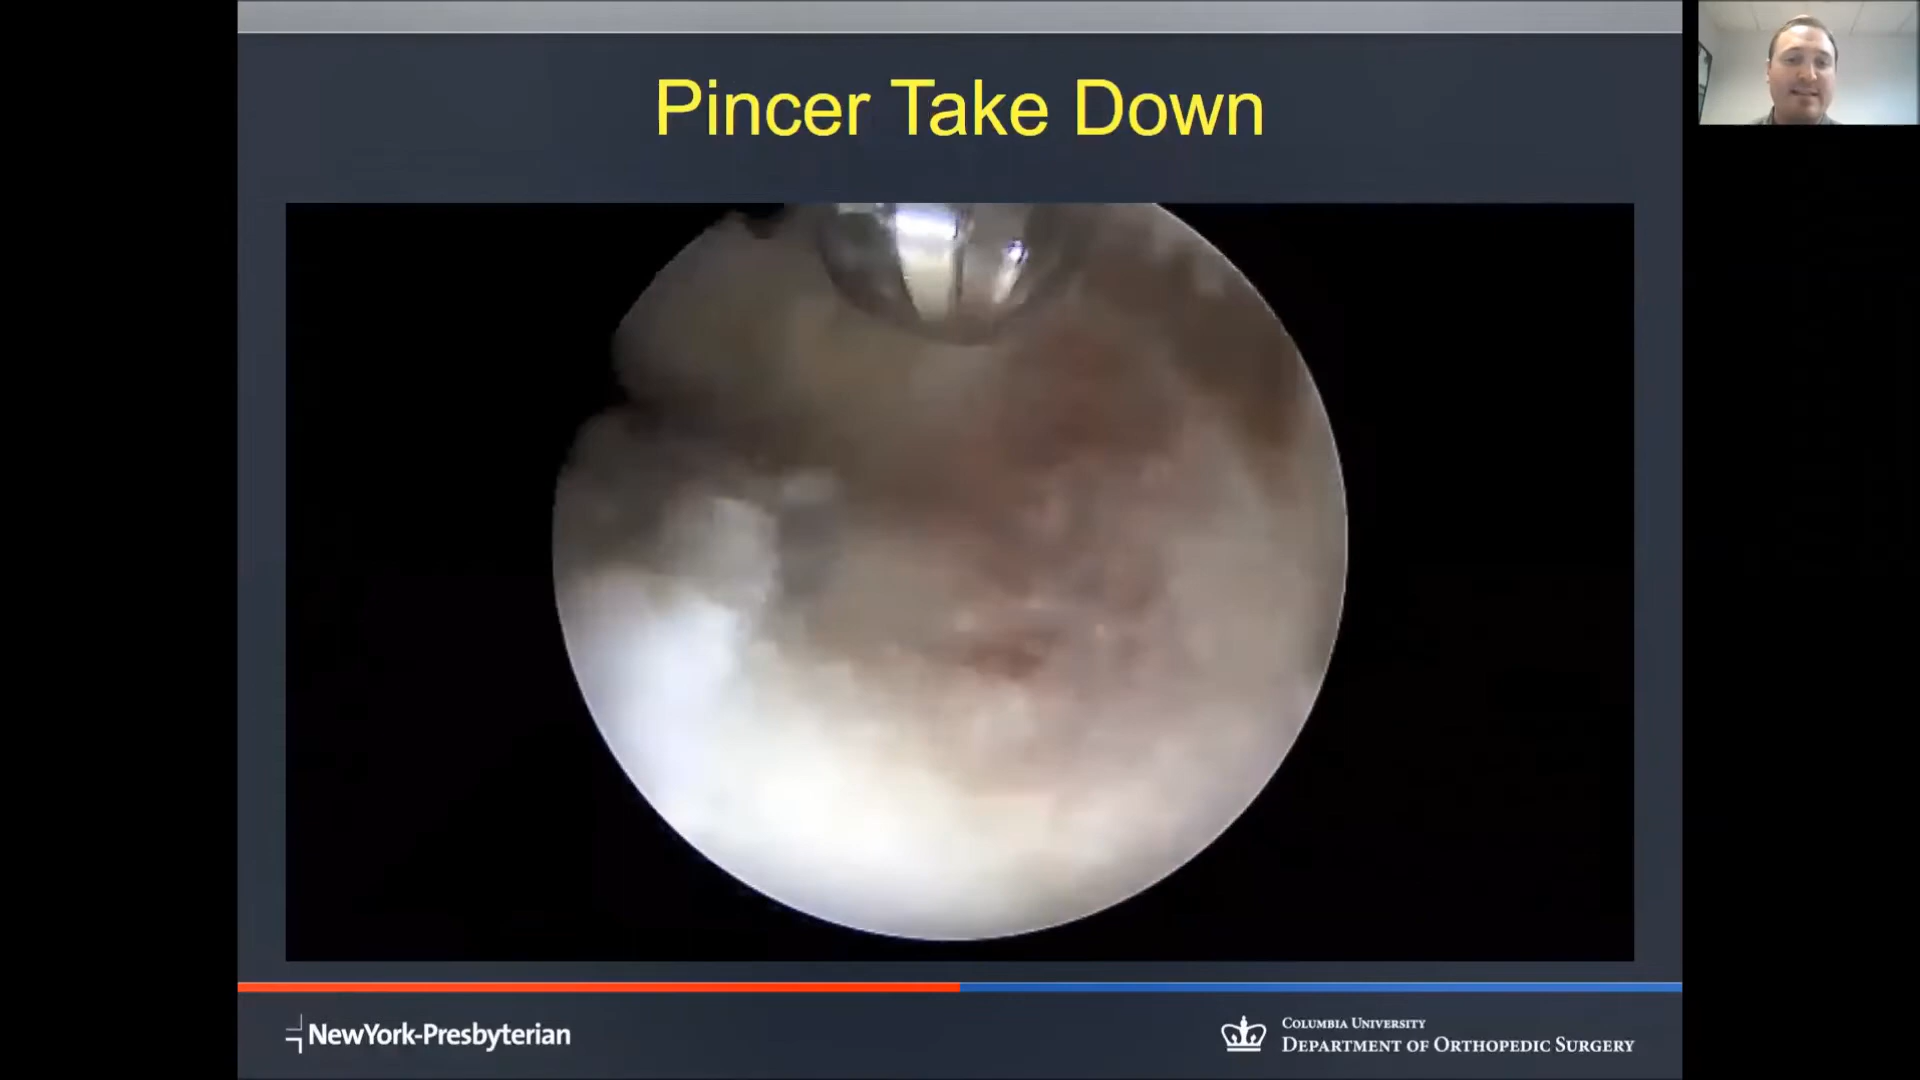 Pincer Take Down
NewYork-Presbyterian
COLUMBIA UNIVERSITY
DEPARTMENT OF ORTHOPEDIC SURGERY